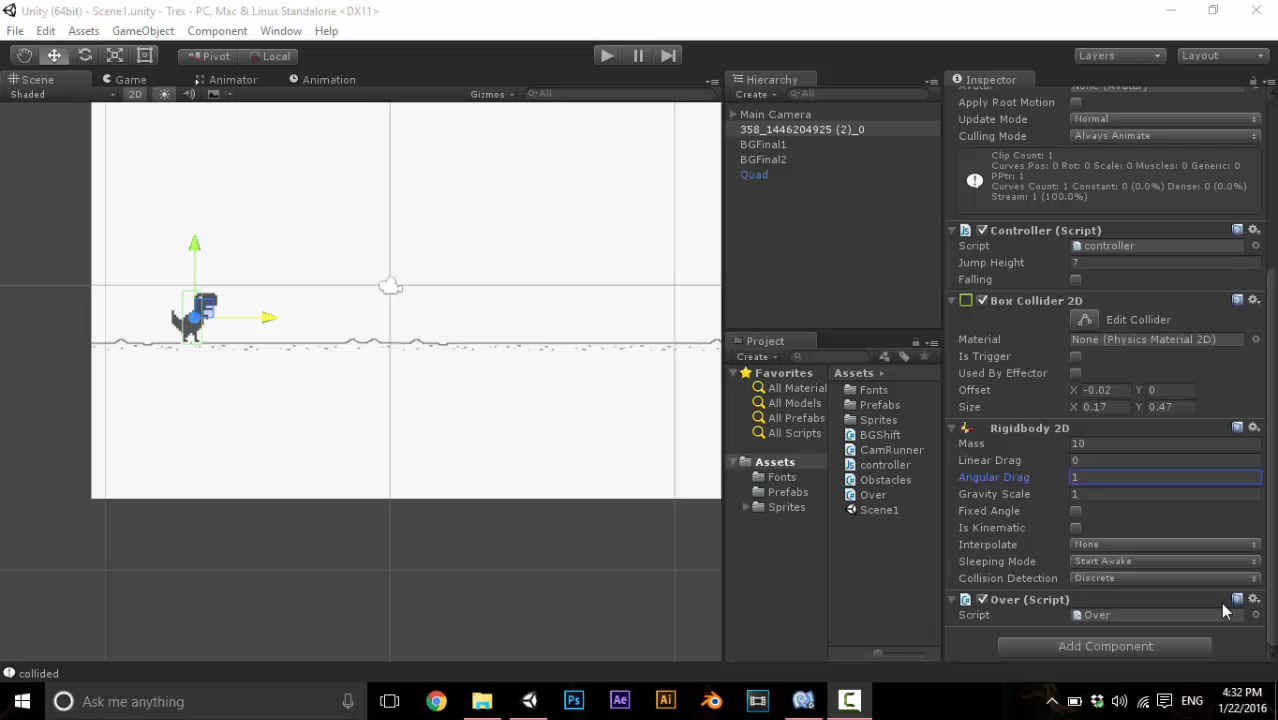 Unity (64bit) - Scene1.unity - Trex - PC, Mac & Linux Standalone <DX11>
File Edit Assets GameObject Component Window Help
Pivot Local Layers Layout
Scene Game Animator Animation
Shaded 2D Gizmos All
Hierarchy
Create All
Main Camera
358_1446204925 (2)_0
BGFinal1
BGFinal2
Quad
Project
Create
Favorites
All Material
All Models
All Prefabs
All Scripts
Assets
Fonts
Prefabs
Sprites
Assets
Fonts
Prefabs
Sprites
BGShift
CamRunner
controller
Obstacles
Over
Scene1
Inspector
Avatar None (Avatar)
Apply Root Motion
Update Mode Normal
Culling Mode Always Animate
Clip Count: 1
Curves Pos: 0 Rot: 0 Scale: 0 Muscles: 0 Generic: 0
PPtr: 1
Curves Count: 1 Constant: 0 (0.0%) Dense: 0 (0.0%)
Stream: 1 (100.0%)
Controller (Script)
Script controller
Jump Height 7
Falling
Box Collider 2D
Edit Collider
Material None (Physics Material 2D)
Is Trigger
Used By Effector
Offset X -0.02 Y 0
Size X 0.17 Y 0.47
Rigidbody 2D
Mass 10
Linear Drag 0
Angular Drag 1
Gravity Scale 1
Fixed Angle
Is Kinematic
Interpolate None
Sleeping Mode Start Awake
Collision Detection Discrete
Over (Script)
Script Over
Add Component
collided
Ask me anything
Ps Ae Ai
ENG
4:32 PM
1/22/2016